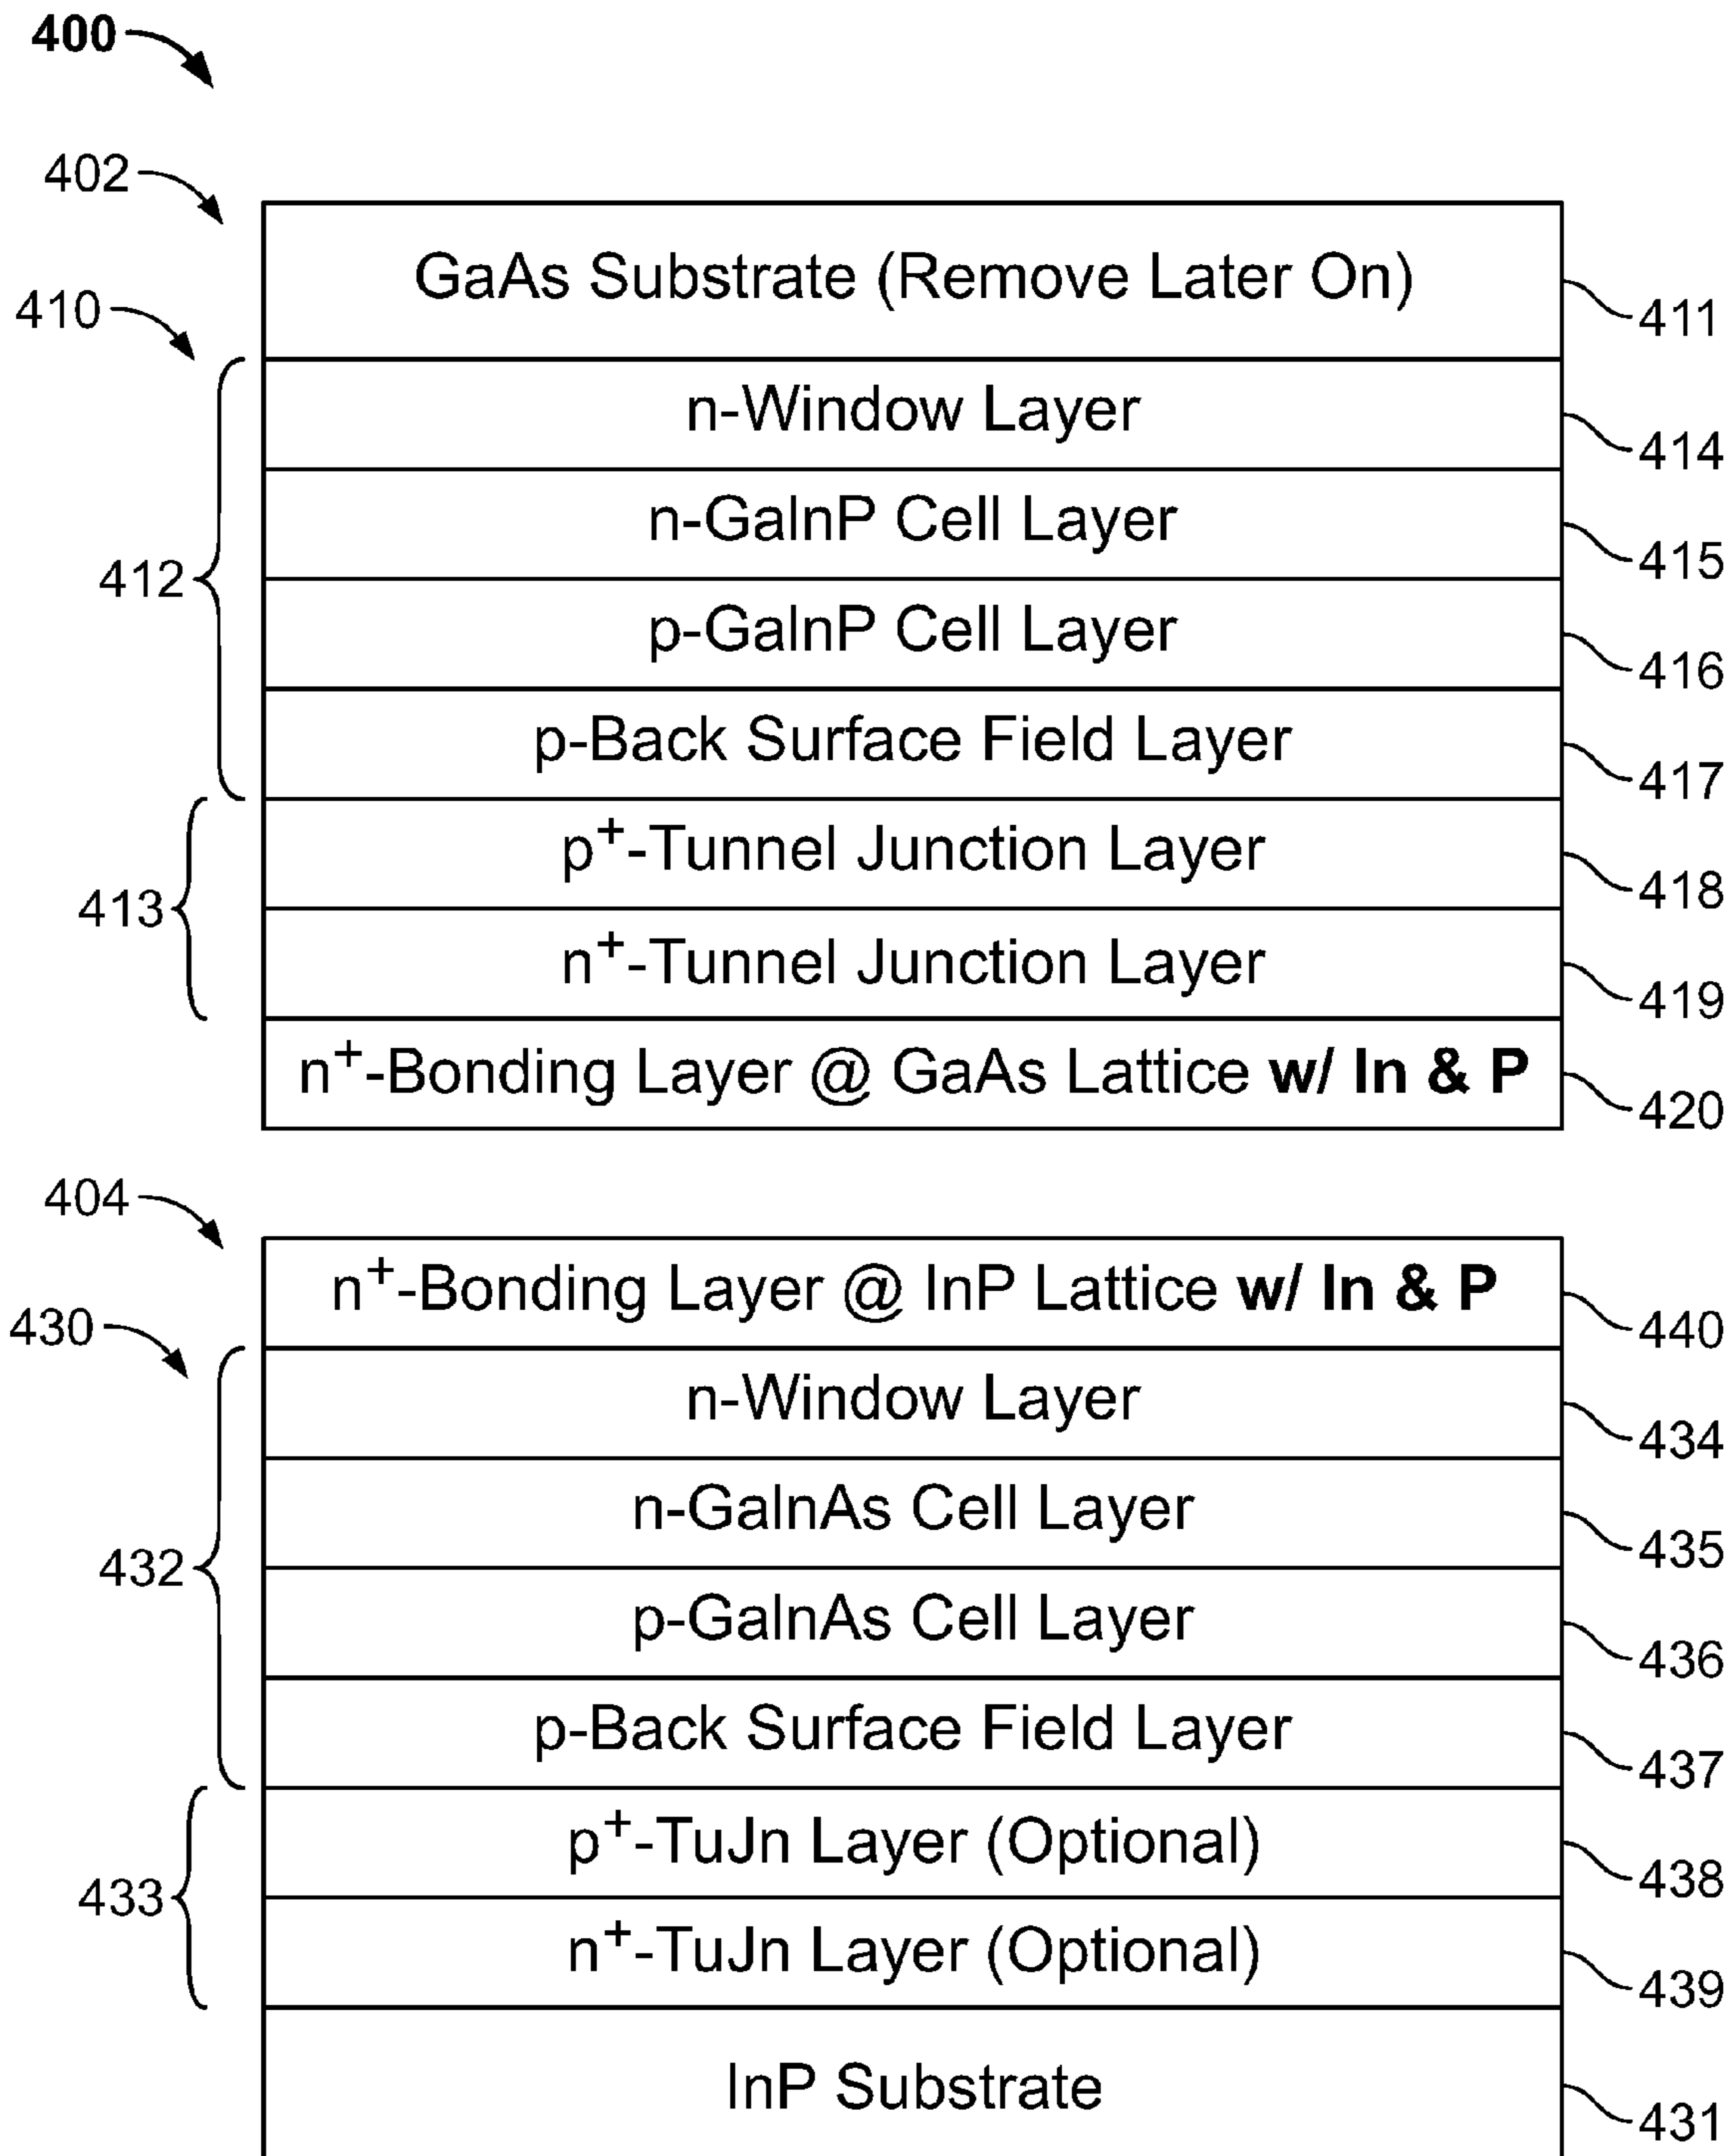 400
402
GaAs Substrate (Remove Later On)
410
411
n-Window Layer
414
n-GaInP Cell Layer
415
412
p-GaInP Cell Layer
416
p-Back Surface Field Layer
417
p+-Tunnel Junction Layer
418
413
n+-Tunnel Junction Layer
419
n+-Bonding Layer @ GaAs Lattice w/ In & P
420
404
n+-Bonding Layer @ InP Lattice w/ In & P
430
440
n-Window Layer
434
n-GaInAs Cell Layer
435
432
p-GaInAs Cell Layer
436
p-Back Surface Field Layer
437
p+-TuJn Layer (Optional)
438
433
n+-TuJn Layer (Optional)
439
InP Substrate
431